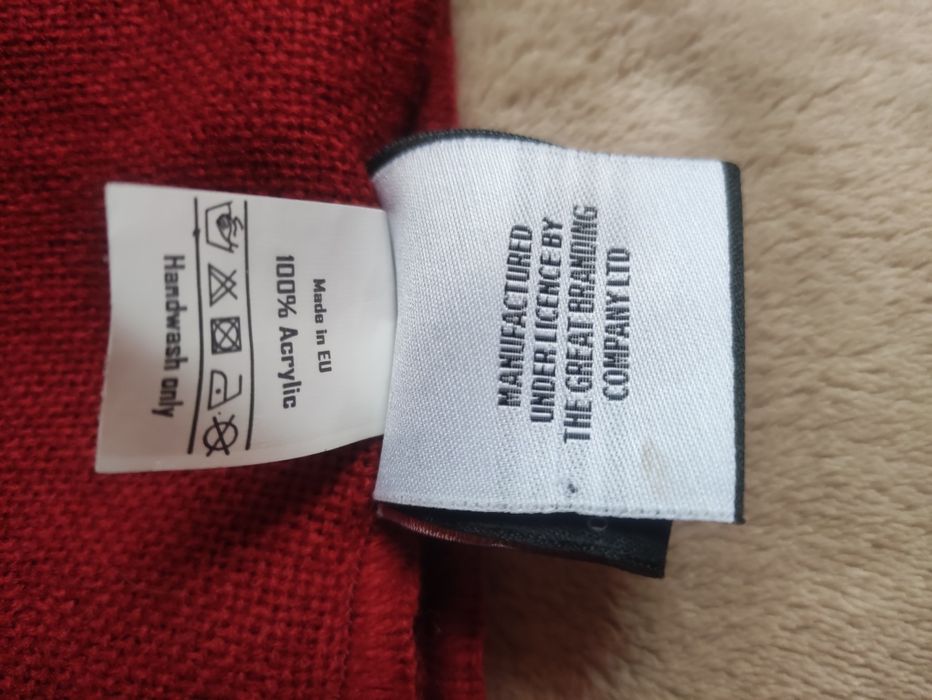 Made in EU
100% Acrylic
Handwash only
MANUFACTURED
UNDER LICENCE BY
THE GREAT BRANDING
COMPANY LTD